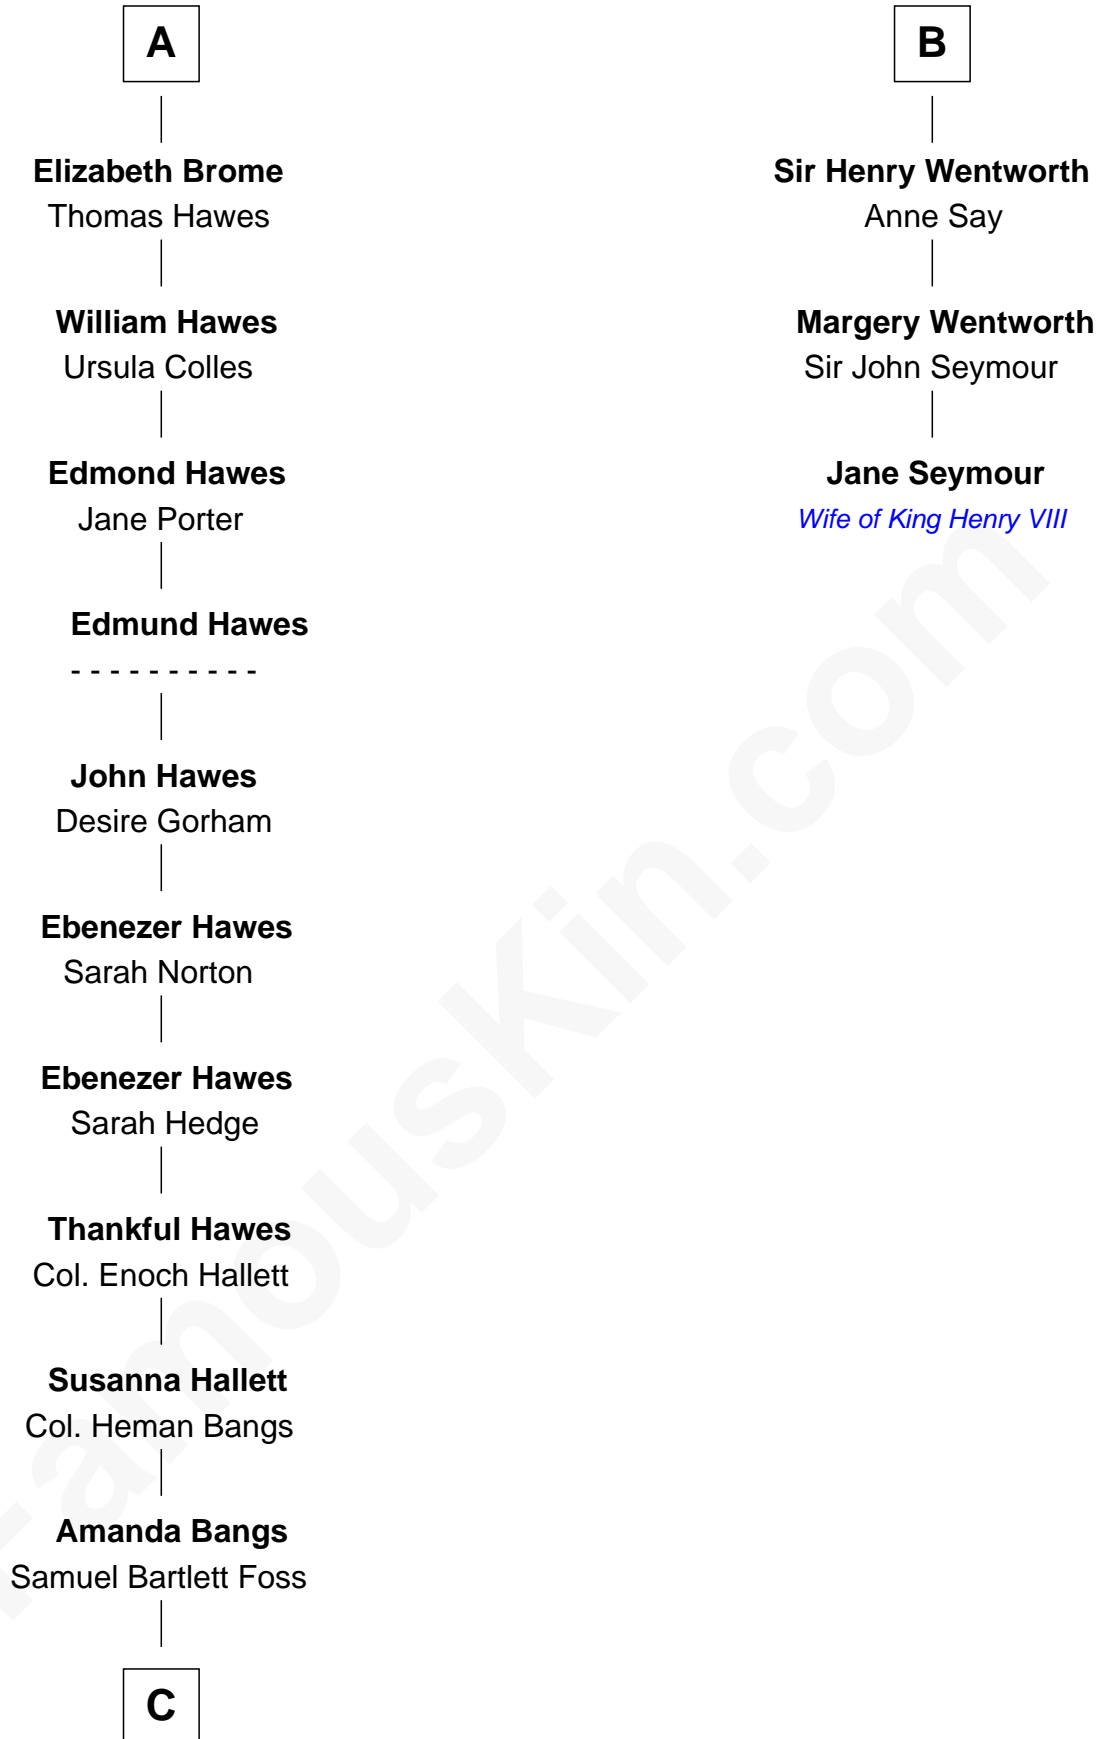 A
Elizabeth Brome
Thomas Hawes
William Hawes
Ursula Colles
Edmond Hawes
Jane Porter
Edmund Hawes
- - - - - - - - - -
John Hawes
Desire Gorham
Ebenezer Hawes
Sarah Norton
Ebenezer Hawes
Sarah Hedge
Thankful Hawes
Col. Enoch Hallett
Susanna Hallett
Col. Heman Bangs
Amanda Bangs
Samuel Bartlett Foss
C
B
Sir Henry Wentworth
Anne Say
Margery Wentworth
Sir John Seymour
Jane Seymour
Wife of King Henry VIII
FamousKin.com